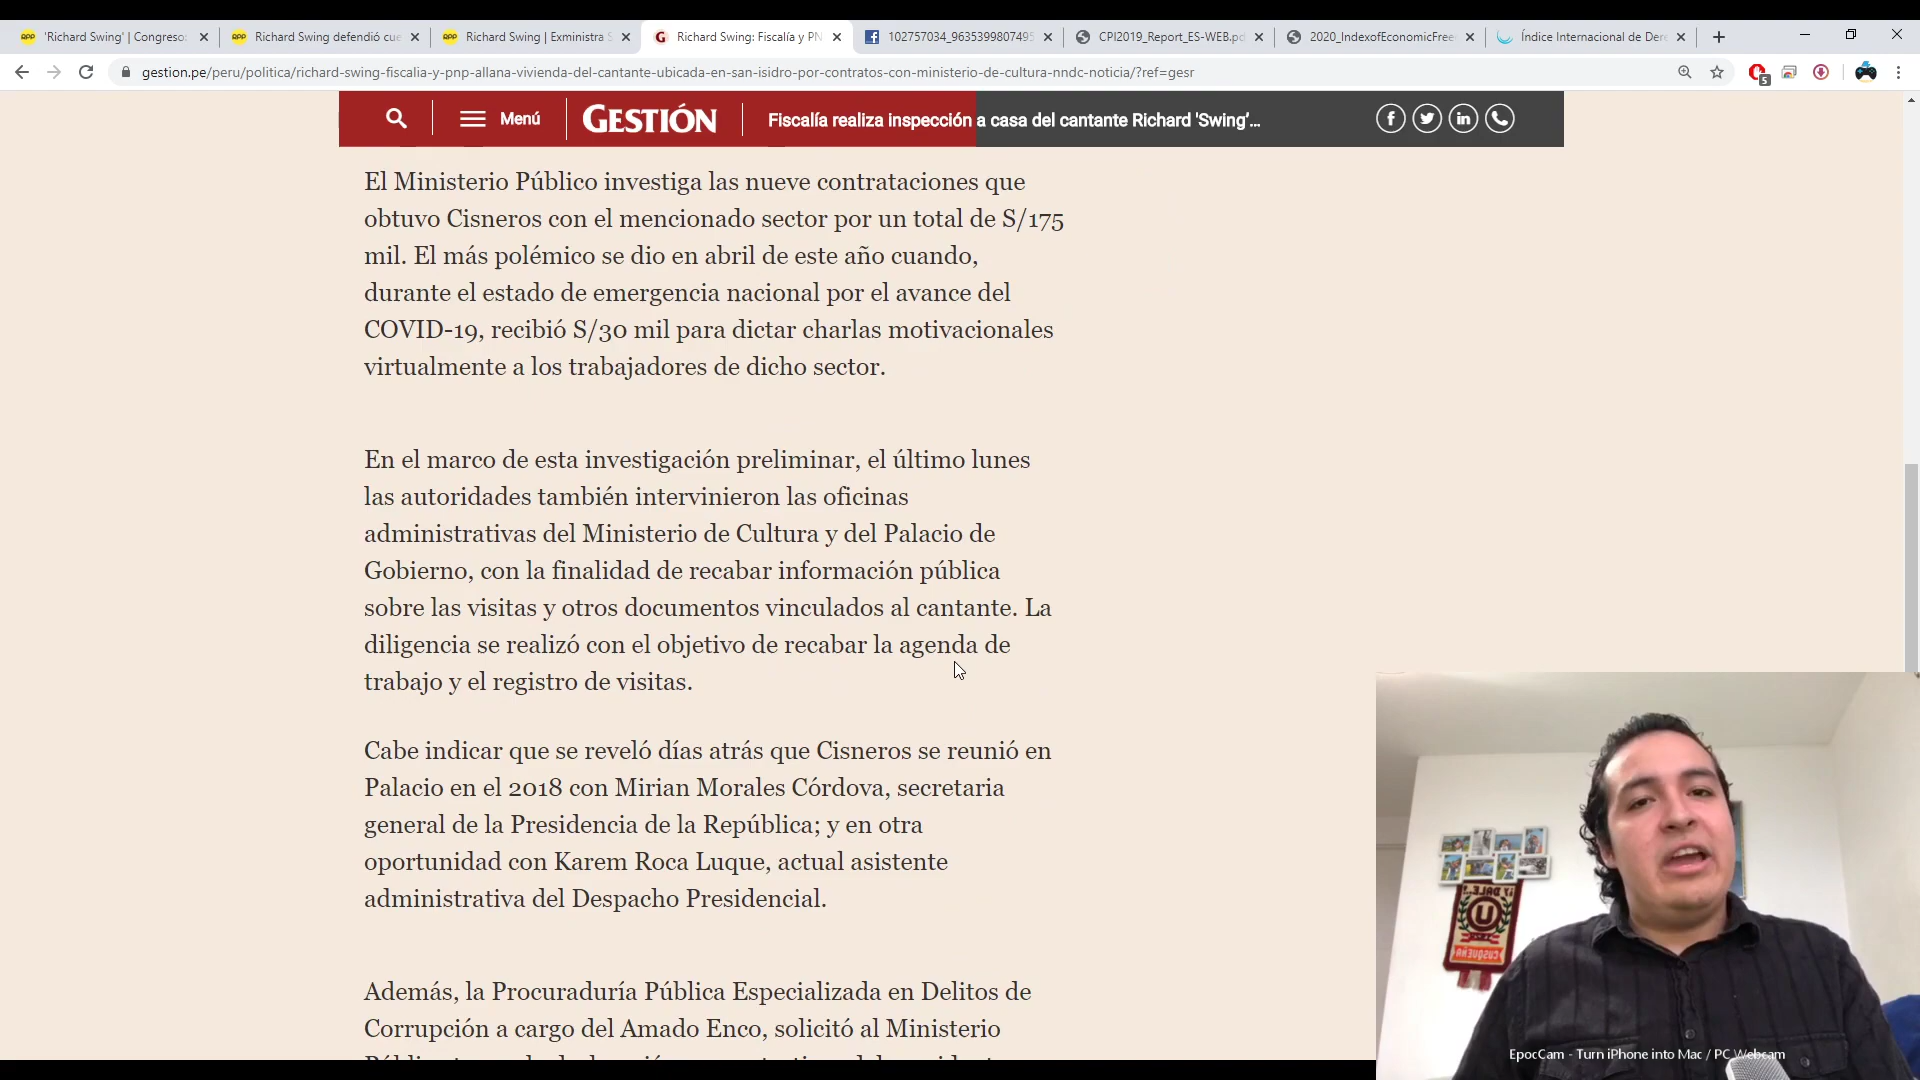 'Richard Swing' | Congreso:
Richard Swing defendió cue
Richard Swing | Exministra S
Richard Swing: Fiscalía y PN
102757034_9635399807495
CPI2019_Report_ES-WEB.pd
2020_IndexofEconomicFree
Índice Internacional de Dere
gestion.pe/peru/politica/richard-swing-fiscalia-y-pnp-allana-vivienda-del-cantante-ubicada-en-san-isidro-por-contratos-con-ministerio-de-cultura-nndc-noticia/?ref=gesr
5
Menú
GESTIÓN
Fiscalía realiza inspección a casa del cantante Richard 'Swing'...
El Ministerio Público investiga las nueve contrataciones que
obtuvo Cisneros con el mencionado sector por un total de S/175
mil. El más polémico se dio en abril de este año cuando,
durante el estado de emergencia nacional por el avance del
COVID-19, recibió S/30 mil para dictar charlas motivacionales
virtualmente a los trabajadores de dicho sector.
En el marco de esta investigación preliminar, el último lunes
las autoridades también intervinieron las oficinas
administrativas del Ministerio de Cultura y del Palacio de
Gobierno, con la finalidad de recabar información pública
sobre las visitas y otros documentos vinculados al cantante. La
diligencia se realizó con el objetivo de recabar la agenda de
trabajo y el registro de visitas.
Cabe indicar que se reveló días atrás que Cisneros se reunió en
Palacio en el 2018 con Mirian Morales Córdova, secretaria
general de la Presidencia de la República; y en otra
oportunidad con Karem Roca Luque, actual asistente
administrativa del Despacho Presidencial.
Además, la Procuraduría Pública Especializada en Delitos de
Corrupción a cargo del Amado Enco, solicitó al Ministerio
¡Y DALE
U
CUSQUEÑA
EpocCam - Turn iPhone into Mac / PC Webcam